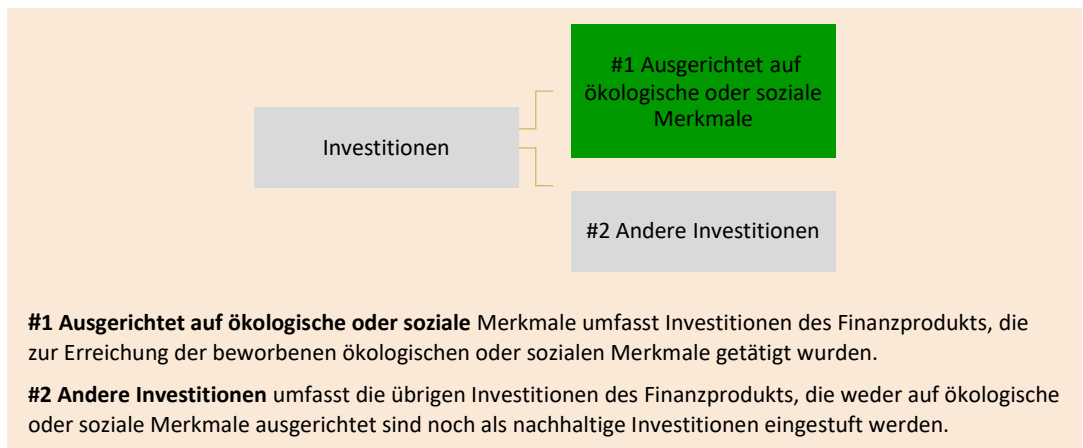 #1 Ausgerichtet auf
ökologische oder soziale
Merkmale
Investitionen
#2 Andere Investitionen
#1 Ausgerichtet auf ökologische oder soziale Merkmale umfasst Investitionen des Finanzprodukts, die
zur Erreichung der beworbenen ökologischen oder sozialen Merkmale getätigt wurden.
#2 Andere Investitionen umfasst die übrigen Investitionen des Finanzprodukts, die weder auf ökologische
oder soziale Merkmale ausgerichtet sind noch als nachhaltige Investitionen eingestuft werden.